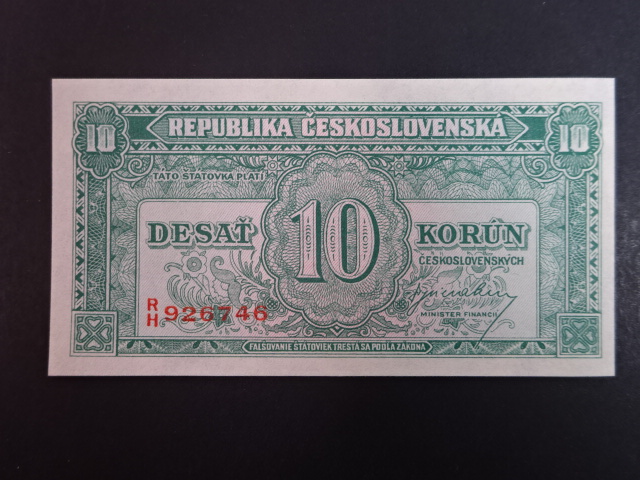 10 REPUBLIKA ČESKOSLOVENSKÁ 10
TÁTO ŠTÁTOVKA PLATÍ
DESAŤ 10 KORÚN
ČESKOSLOVENSKÝCH
R/H 926746
MINISTER FINANCIÍ
FALŠOVANIE ŠTÁTOVIEK TRESTÁ SA PODĽA ZÁKONA